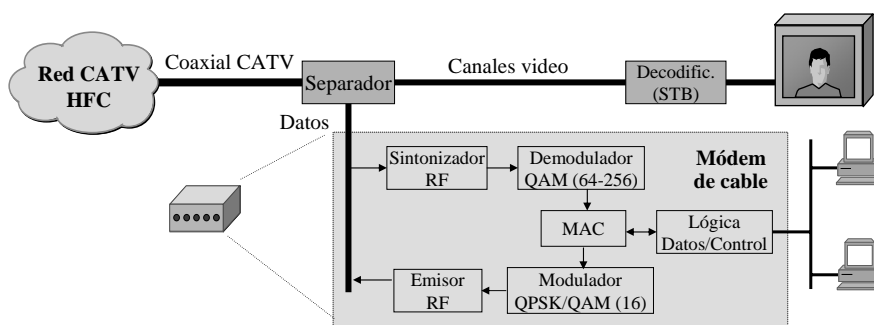 Red CATV
HFC
Coaxial CATV
Separador
Canales video
Decodific.
(STB)
Datos
Sintonizador
RF
Demodulador
QAM (64-256)
Módem
de cable
MAC
Lógica
Datos/Control
Emisor
RF
Modulador
QPSK/QAM (16)